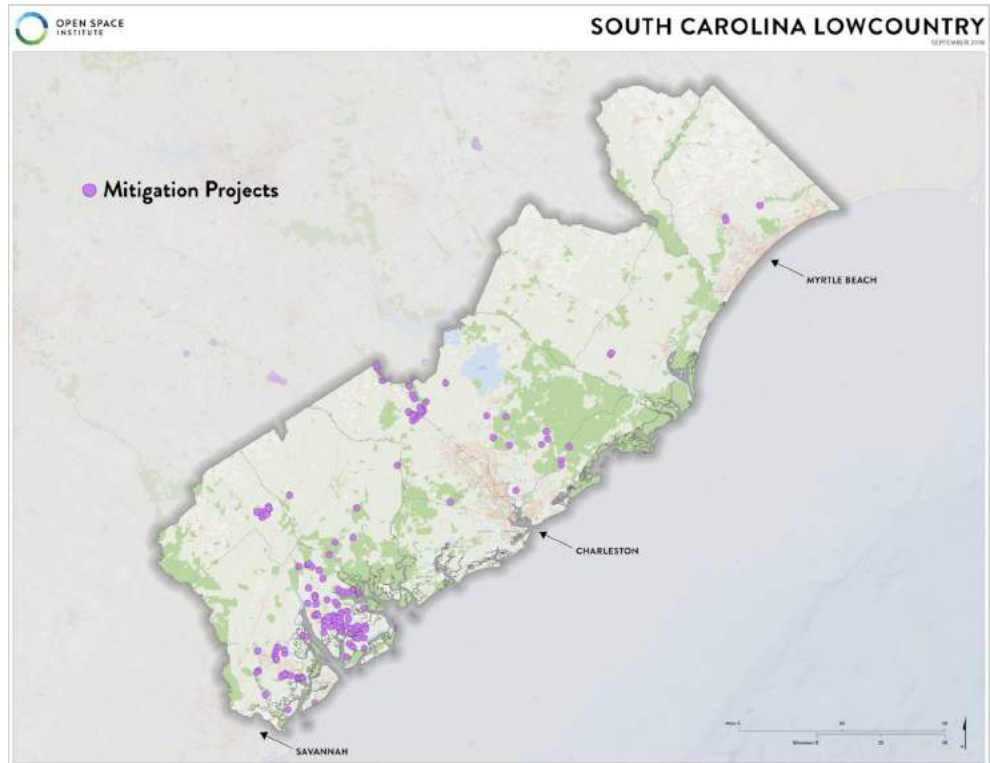 OPEN SPACE
INSTITUTE
SOUTH CAROLINA LOWCOUNTRY
SEPTEMBER 2016
Mitigation Projects
MYRTLE BEACH
CHARLESTON
SAVANNAH